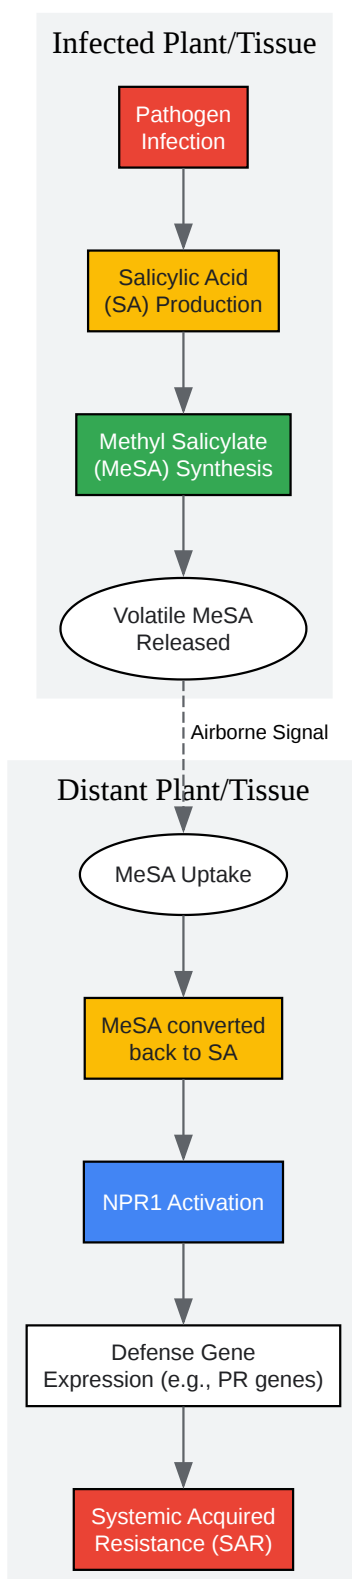 Infected Plant/Tissue
Pathogen
Infection
Salicylic Acid
(SA) Production
Methyl Salicylate
(MeSA) Synthesis
Volatile MeSA
Released
Airborne Signal
Distant Plant/Tissue
MeSA Uptake
MeSA converted
back to SA
NPR1 Activation
Defense Gene
Expression (e.g., PR genes)
Systemic Acquired
Resistance (SAR)